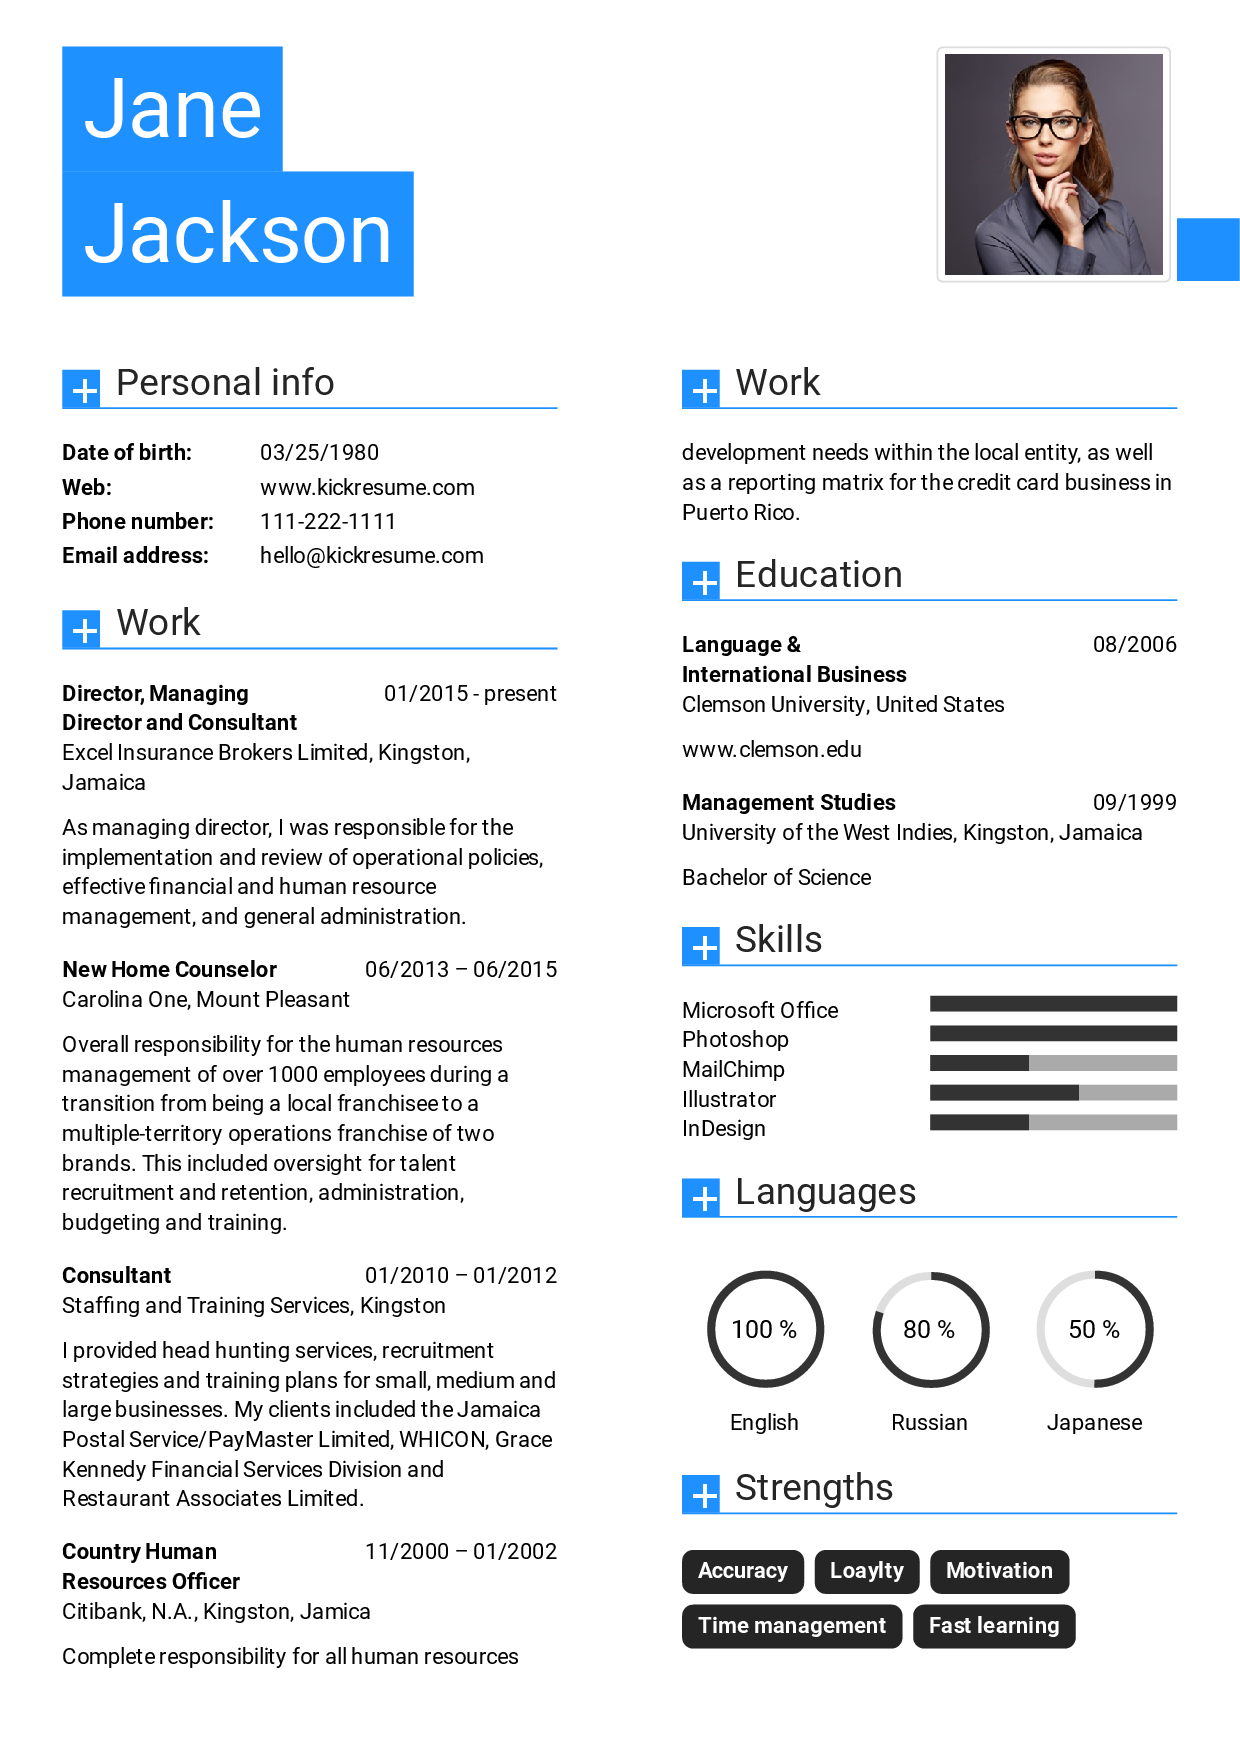 Jane
Jackson
Personal info
Date of birth: 03/25/1980
Web: www.kickresume.com
Phone number: 111-222-1111
Email address: hello@kickresume.com
Work
Director, Managing 01/2015 - present
Director and Consultant
Excel Insurance Brokers Limited, Kingston,
Jamaica
As managing director, I was responsible for the
implementation and review of operational policies,
effective financial and human resource
management, and general administration.
New Home Counselor 06/2013 – 06/2015
Carolina One, Mount Pleasant
Overall responsibility for the human resources
management of over 1000 employees during a
transition from being a local franchisee to a
multiple-territory operations franchise of two
brands. This included oversight for talent
recruitment and retention, administration,
budgeting and training.
Consultant 01/2010 – 01/2012
Staffing and Training Services, Kingston
I provided head hunting services, recruitment
strategies and training plans for small, medium and
large businesses. My clients included the Jamaica
Postal Service/PayMaster Limited, WHICON, Grace
Kennedy Financial Services Division and
Restaurant Associates Limited.
Country Human 11/2000 – 01/2002
Resources Officer
Citibank, N.A., Kingston, Jamica
Complete responsibility for all human resources
Work
development needs within the local entity, as well
as a reporting matrix for the credit card business in
Puerto Rico.
Education
Language & 08/2006
International Business
Clemson University, United States
www.clemson.edu
Management Studies 09/1999
University of the West Indies, Kingston, Jamaica
Bachelor of Science
Skills
Microsoft Office
Photoshop
MailChimp
Illustrator
InDesign
Languages
100 % 80 % 50 %
English Russian Japanese
Strengths
Accuracy Loaylty Motivation
Time management Fast learning